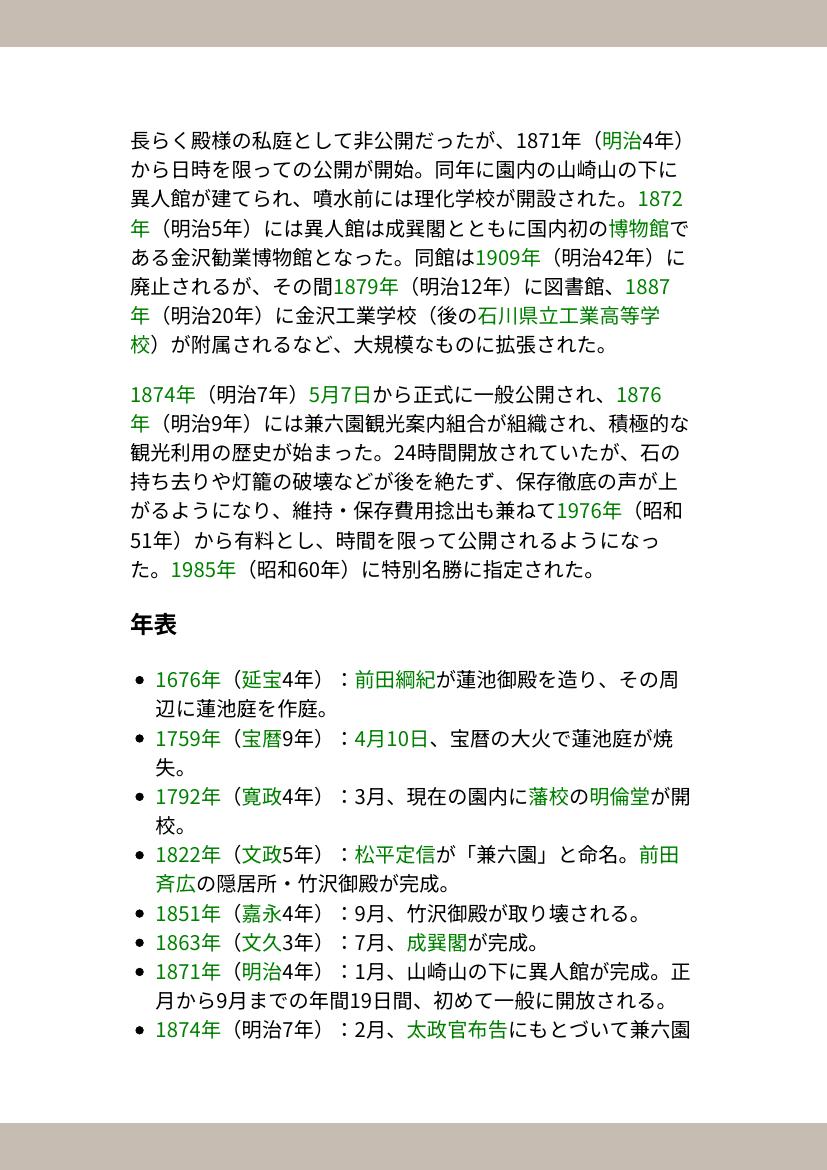 長らく殿様の私庭として非公開だったが、1871年（明治4年）
から日時を限っての公開が開始。同年に園内の山崎山の下に
異人館が建てられ、噴水前には理化学校が開設された。1872
年（明治5年）には異人館は成巽閣とともに国内初の博物館で
ある金沢勧業博物館となった。同館は1909年（明治42年）に
廃止されるが、その間1879年（明治12年）に図書館、1887
年（明治20年）に金沢工業学校（後の石川県立工業高等学
校）が附属されるなど、大規模なものに拡張された。
1874年（明治7年）5月7日から正式に一般公開され、1876
年（明治9年）には兼六園観光案内組合が組織され、積極的な
観光利用の歴史が始まった。24時間開放されていたが、石の
持ち去りや灯籠の破壊などが後を絶たず、保存徹底の声が上
がるようになり、維持・保存費用捻出も兼ねて1976年（昭和
51年）から有料とし、時間を限って公開されるようになっ
た。1985年（昭和60年）に特別名勝に指定された。
年表
• 1676年（延宝4年）：前田綱紀が蓮池御殿を造り、その周
辺に蓮池庭を作庭。
• 1759年（宝暦9年）：4月10日、宝暦の大火で蓮池庭が焼
失。
• 1792年（寛政4年）：3月、現在の園内に藩校の明倫堂が開
校。
• 1822年（文政5年）：松平定信が「兼六園」と命名。前田
斉広の隠居所・竹沢御殿が完成。
• 1851年（嘉永4年）：9月、竹沢御殿が取り壊される。
• 1863年（文久3年）：7月、成巽閣が完成。
• 1871年（明治4年）：1月、山崎山の下に異人館が完成。正
月から9月までの年間19日間、初めて一般に開放される。
• 1874年（明治7年）：2月、太政官布告にもとづいて兼六園